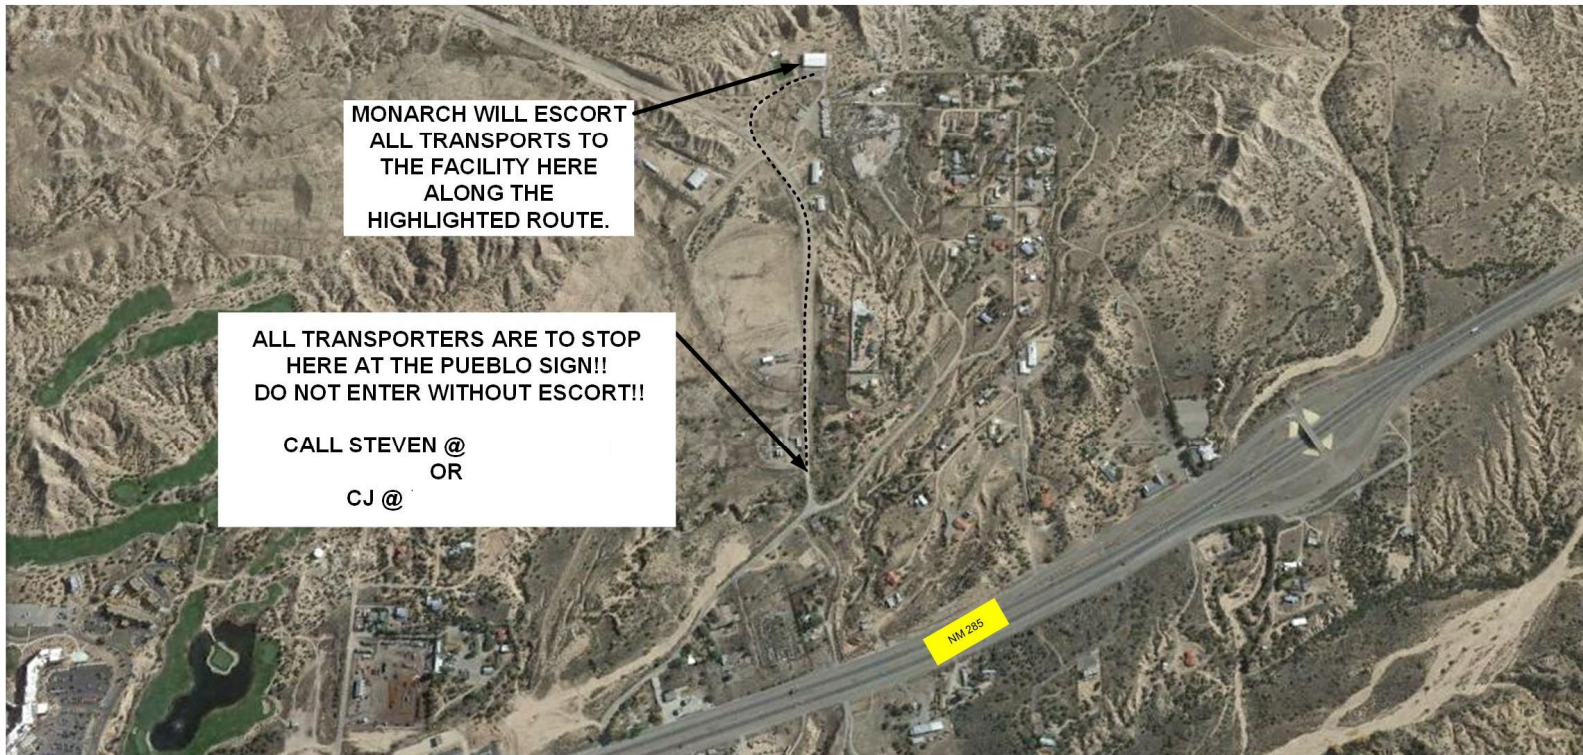 MONARCH WILL ESCORT
ALL TRANSPORTS TO
THE FACILITY HERE
ALONG THE
HIGHLIGHTED ROUTE.
ALL TRANSPORTERS ARE TO STOP
HERE AT THE PUEBLO SIGN!!
DO NOT ENTER WITHOUT ESCORT!!
CALL STEVEN @
OR
CJ @
NM 285